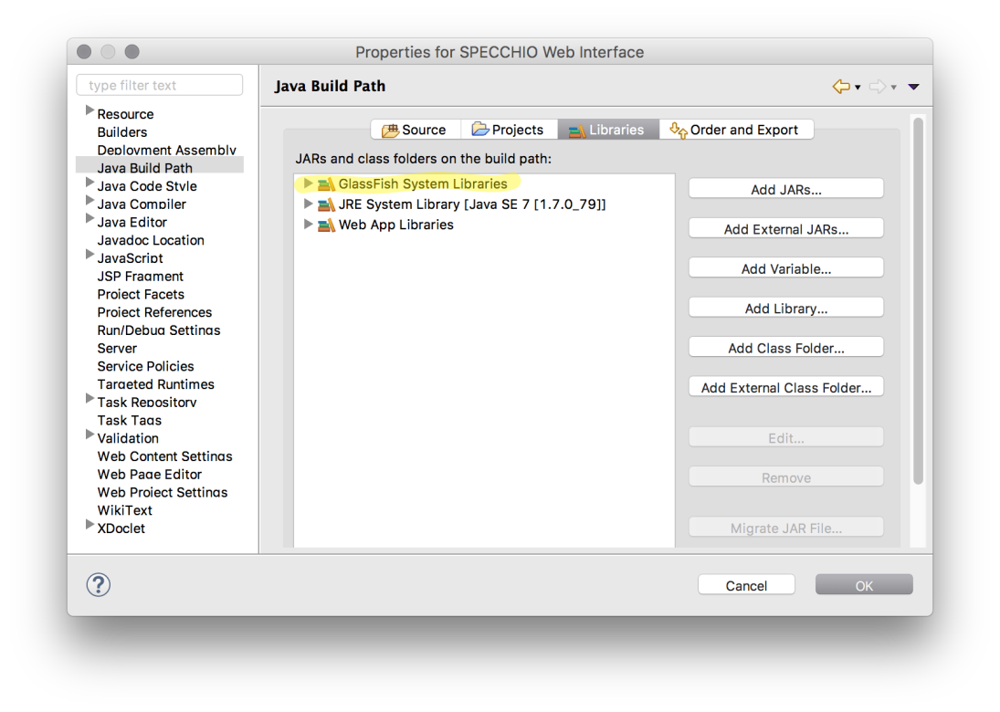 Properties for SPECCHIO Web Interface
type filter text
Resource
Builders
Deployment Assembly
Java Build Path
Java Code Style
Java Compiler
Java Editor
Javadoc Location
JavaScript
JSP Fragment
Project Facets
Project References
Run/Debug Settings
Server
Service Policies
Targeted Runtimes
Task Repository
Task Tags
Validation
Web Content Settings
Web Page Editor
Web Project Settings
WikiText
XDoclet
Java Build Path
Source Projects Libraries Order and Export
JARs and class folders on the build path:
GlassFish System Libraries
JRE System Library [Java SE 7 [1.7.0_79]]
Web App Libraries
Add JARs...
Add External JARs...
Add Variable...
Add Library...
Add Class Folder...
Add External Class Folder...
Edit...
Remove
Migrate JAR File...
?
Cancel
OK